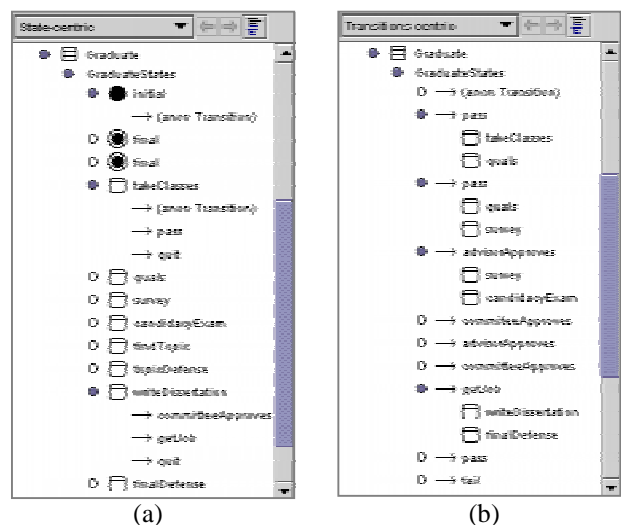 State-centric
Graduate
GraduateStates
initial
(anon Transition)
final
final
takeClasses
(anon Transition)
pass
quit
quals
survey
candidacyExam
findTopic
topicDefense
writeDissertation
committeeApproves
getJob
quit
finalDefense
(a)
Transitions-centric
Graduate
GraduateStates
(anon Transition)
pass
takeClasses
quals
pass
quals
survey
advisorApproves
survey
candidacyExam
committeeApproves
advisorApproves
committeeApproves
getJob
writeDissertation
finalDefense
pass
fail
(b)